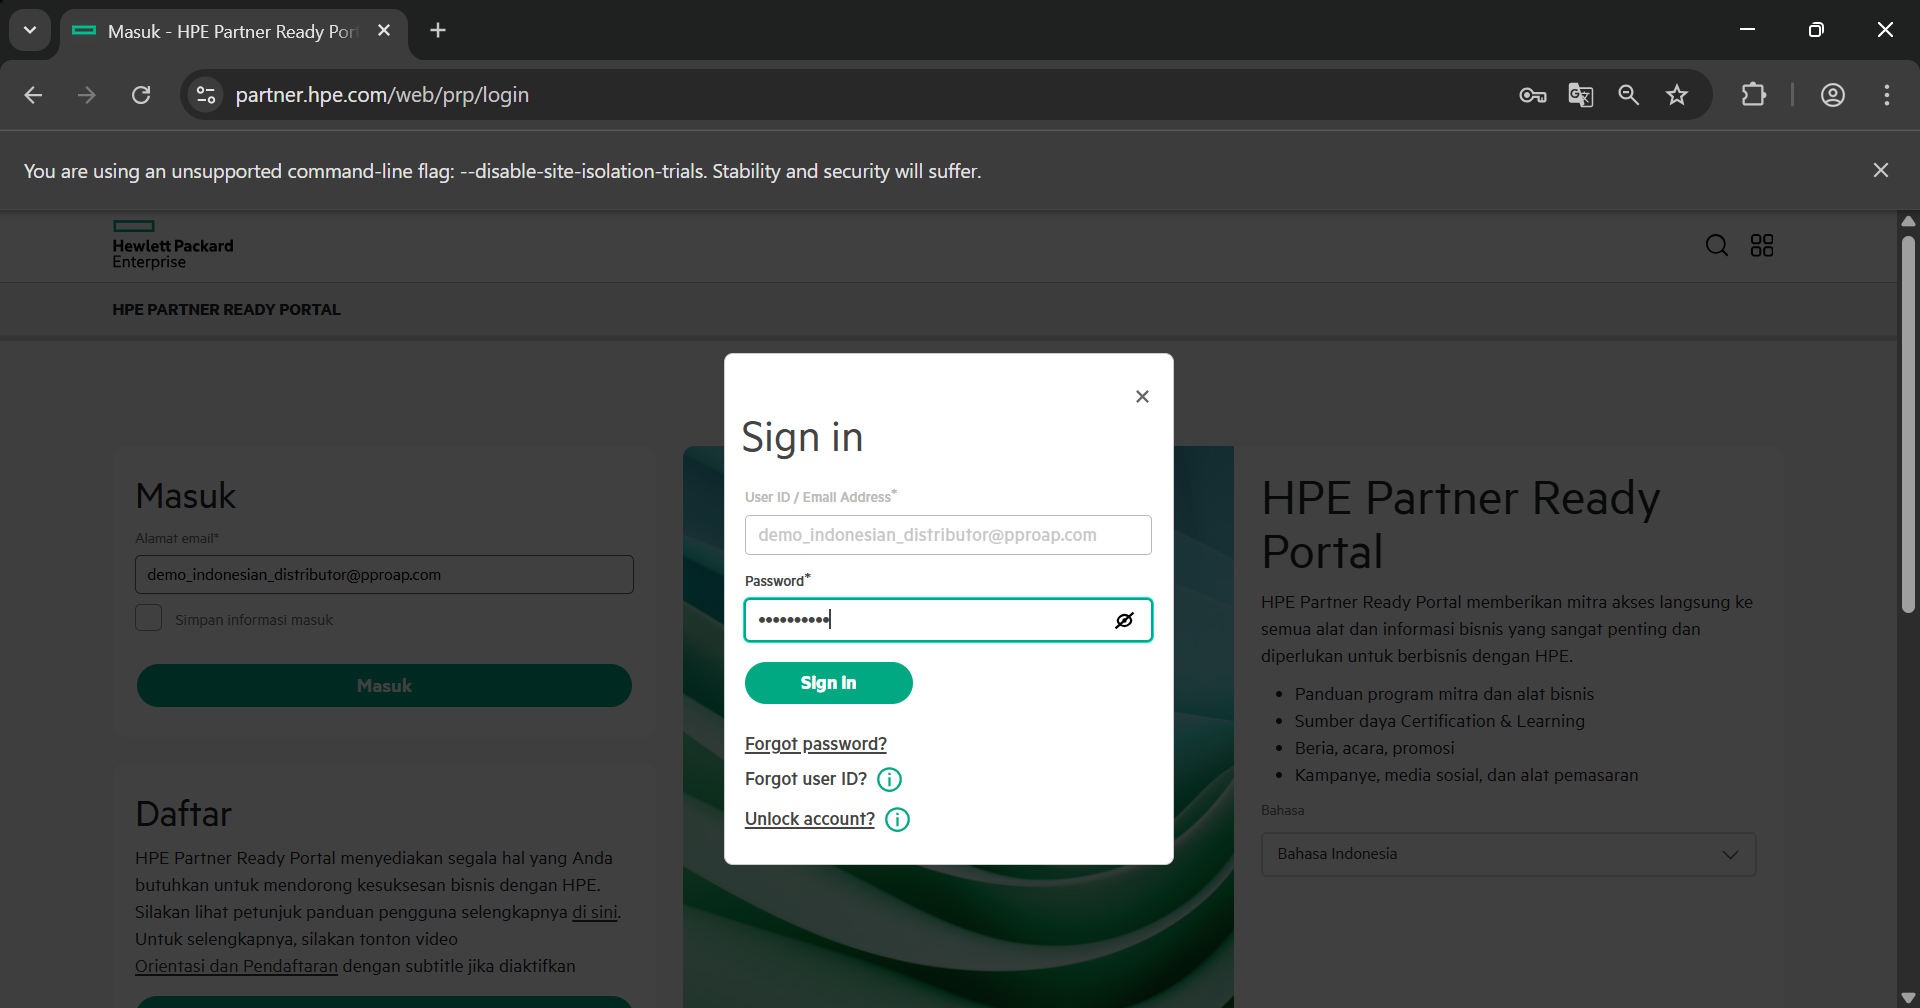 Masuk - HPE Partner Ready Por
partner.hpe.com/web/prp/login
You are using an unsupported command-line flag: --disable-site-isolation-trials. Stability and security will suffer.
Hewlett Packard
Enterprise
HPE PARTNER READY PORTAL
Masuk
Alamat email*
demo_indonesian_distributor@pproap.com
Simpan informasi masuk
Masuk
Daftar
HPE Partner Ready Portal menyediakan segala hal yang Anda
butuhkan untuk mendorong kesuksesan bisnis dengan HPE.
Silakan lihat petunjuk panduan pengguna selengkapnya di sini.
Untuk selengkapnya, silakan tonton video
Orientasi dan Pendaftaran dengan subtitle jika diaktifkan
Sign in
User ID / Email Address*
demo_indonesian_distributor@pproap.com
Password*
••••••••••
Sign in
Forgot password?
Forgot user ID?
Unlock account?
HPE Partner Ready
Portal
HPE Partner Ready Portal memberikan mitra akses langsung ke
semua alat dan informasi bisnis yang sangat penting dan
diperlukan untuk berbisnis dengan HPE.
• Panduan program mitra dan alat bisnis
• Sumber daya Certification & Learning
• Beria, acara, promosi
• Kampanye, media sosial, dan alat pemasaran
Bahasa
Bahasa Indonesia